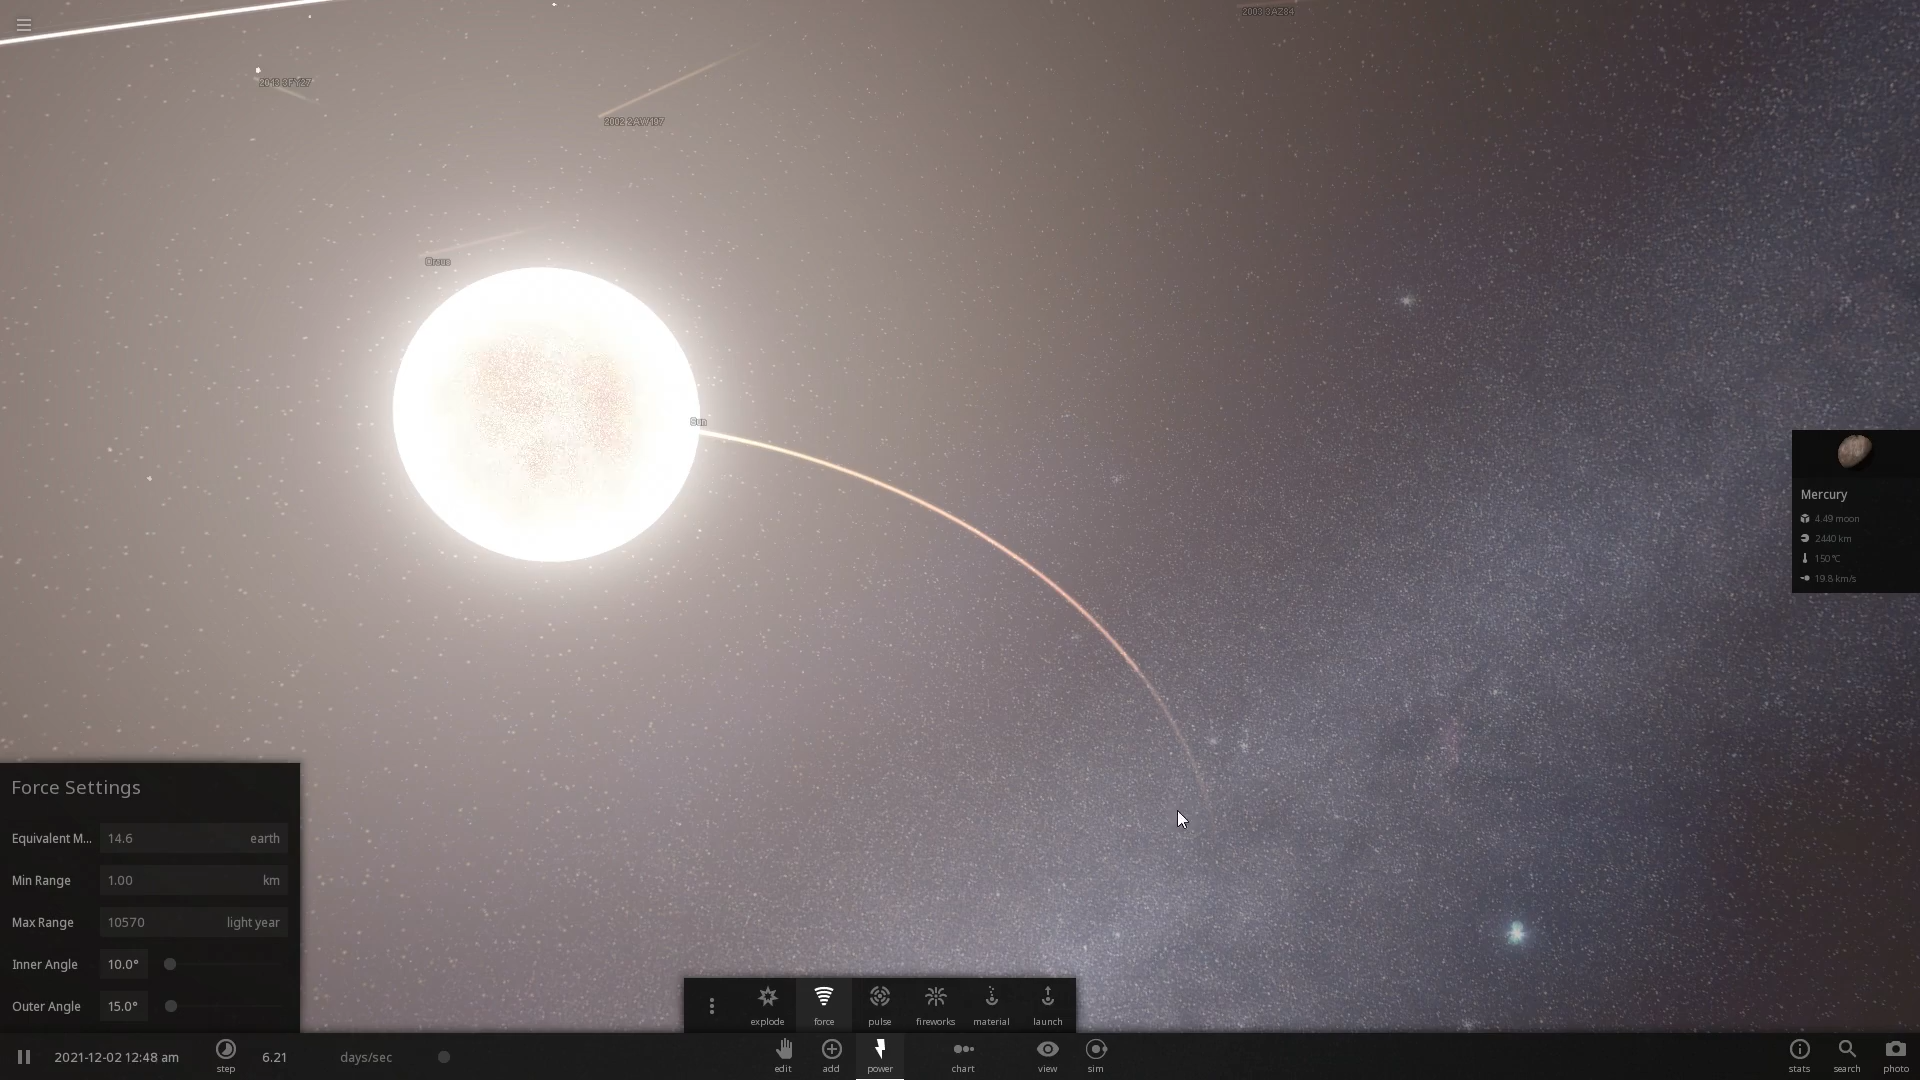 Sun
Mercury
4.49 moon
2440 km
150 °C
19.8 km/s
Force Settings
Equivalent M... 14.6 earth
Min Range 1.00 km
Max Range 10570 light year
Inner Angle 10.0°
Outer Angle 15.0°
explode force pulse fireworks material launch
2021-12-02 12:48 am step 6.21 days/sec edit add power chart view sim stats search photo